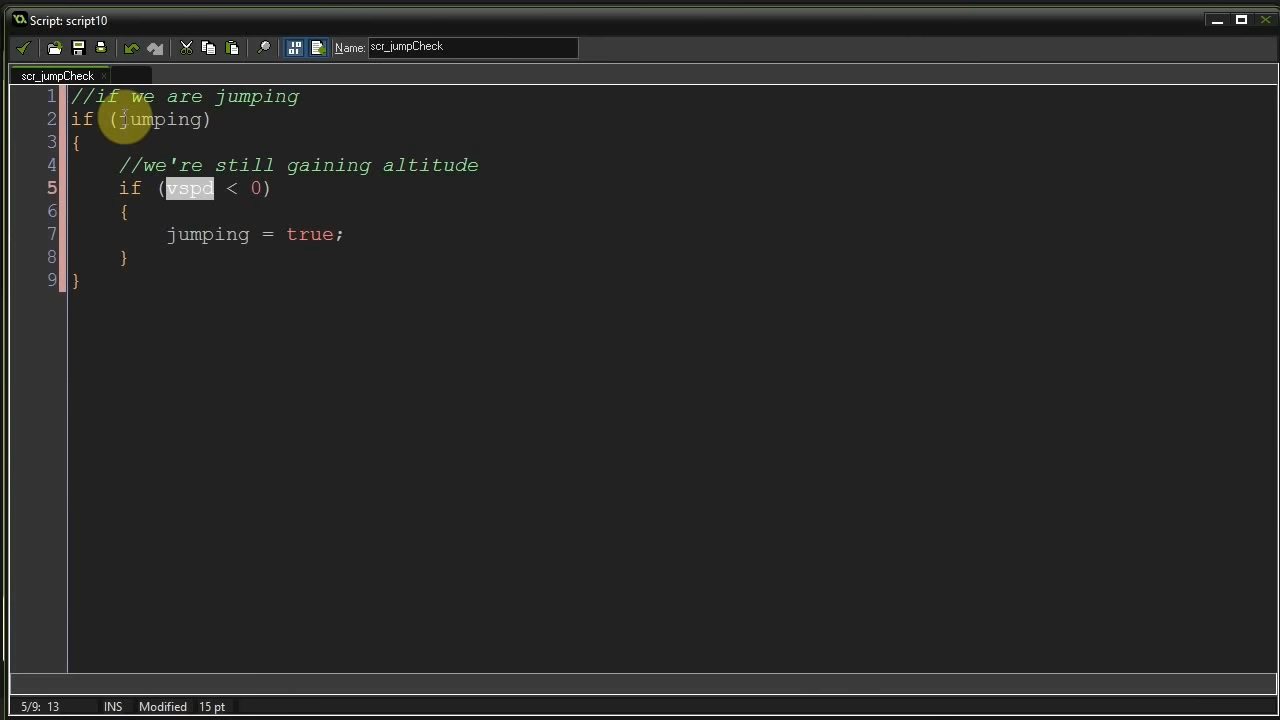 Script: script10
Name: scr_jumpCheck
scr_jumpCheck
1 //if we are jumping
2 if (jumping)
3 {
4 //we're still gaining altitude
5 if (vspd < 0)
6 {
7 jumping = true;
8 }
9 }
5/9: 13 INS Modified 15 pt